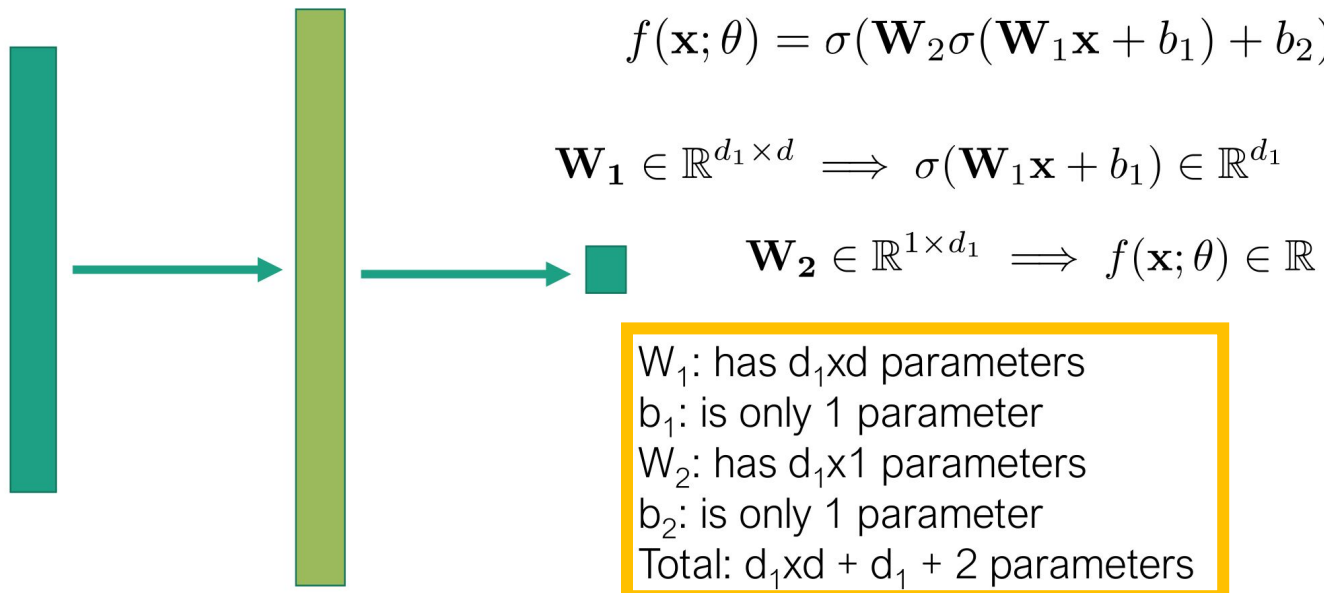 f(x; θ) = σ(W₂σ(W₁x + b₁) + b₂)
W₁ ∈ ℝ^{d₁×d} ⟹ σ(W₁x + b₁) ∈ ℝ^{d₁}
W₂ ∈ ℝ^{1×d₁} ⟹ f(x; θ) ∈ ℝ
W₁: has d₁xd parameters
b₁: is only 1 parameter
W₂: has d₁x1 parameters
b₂: is only 1 parameter
Total: d₁xd + d₁ + 2 parameters